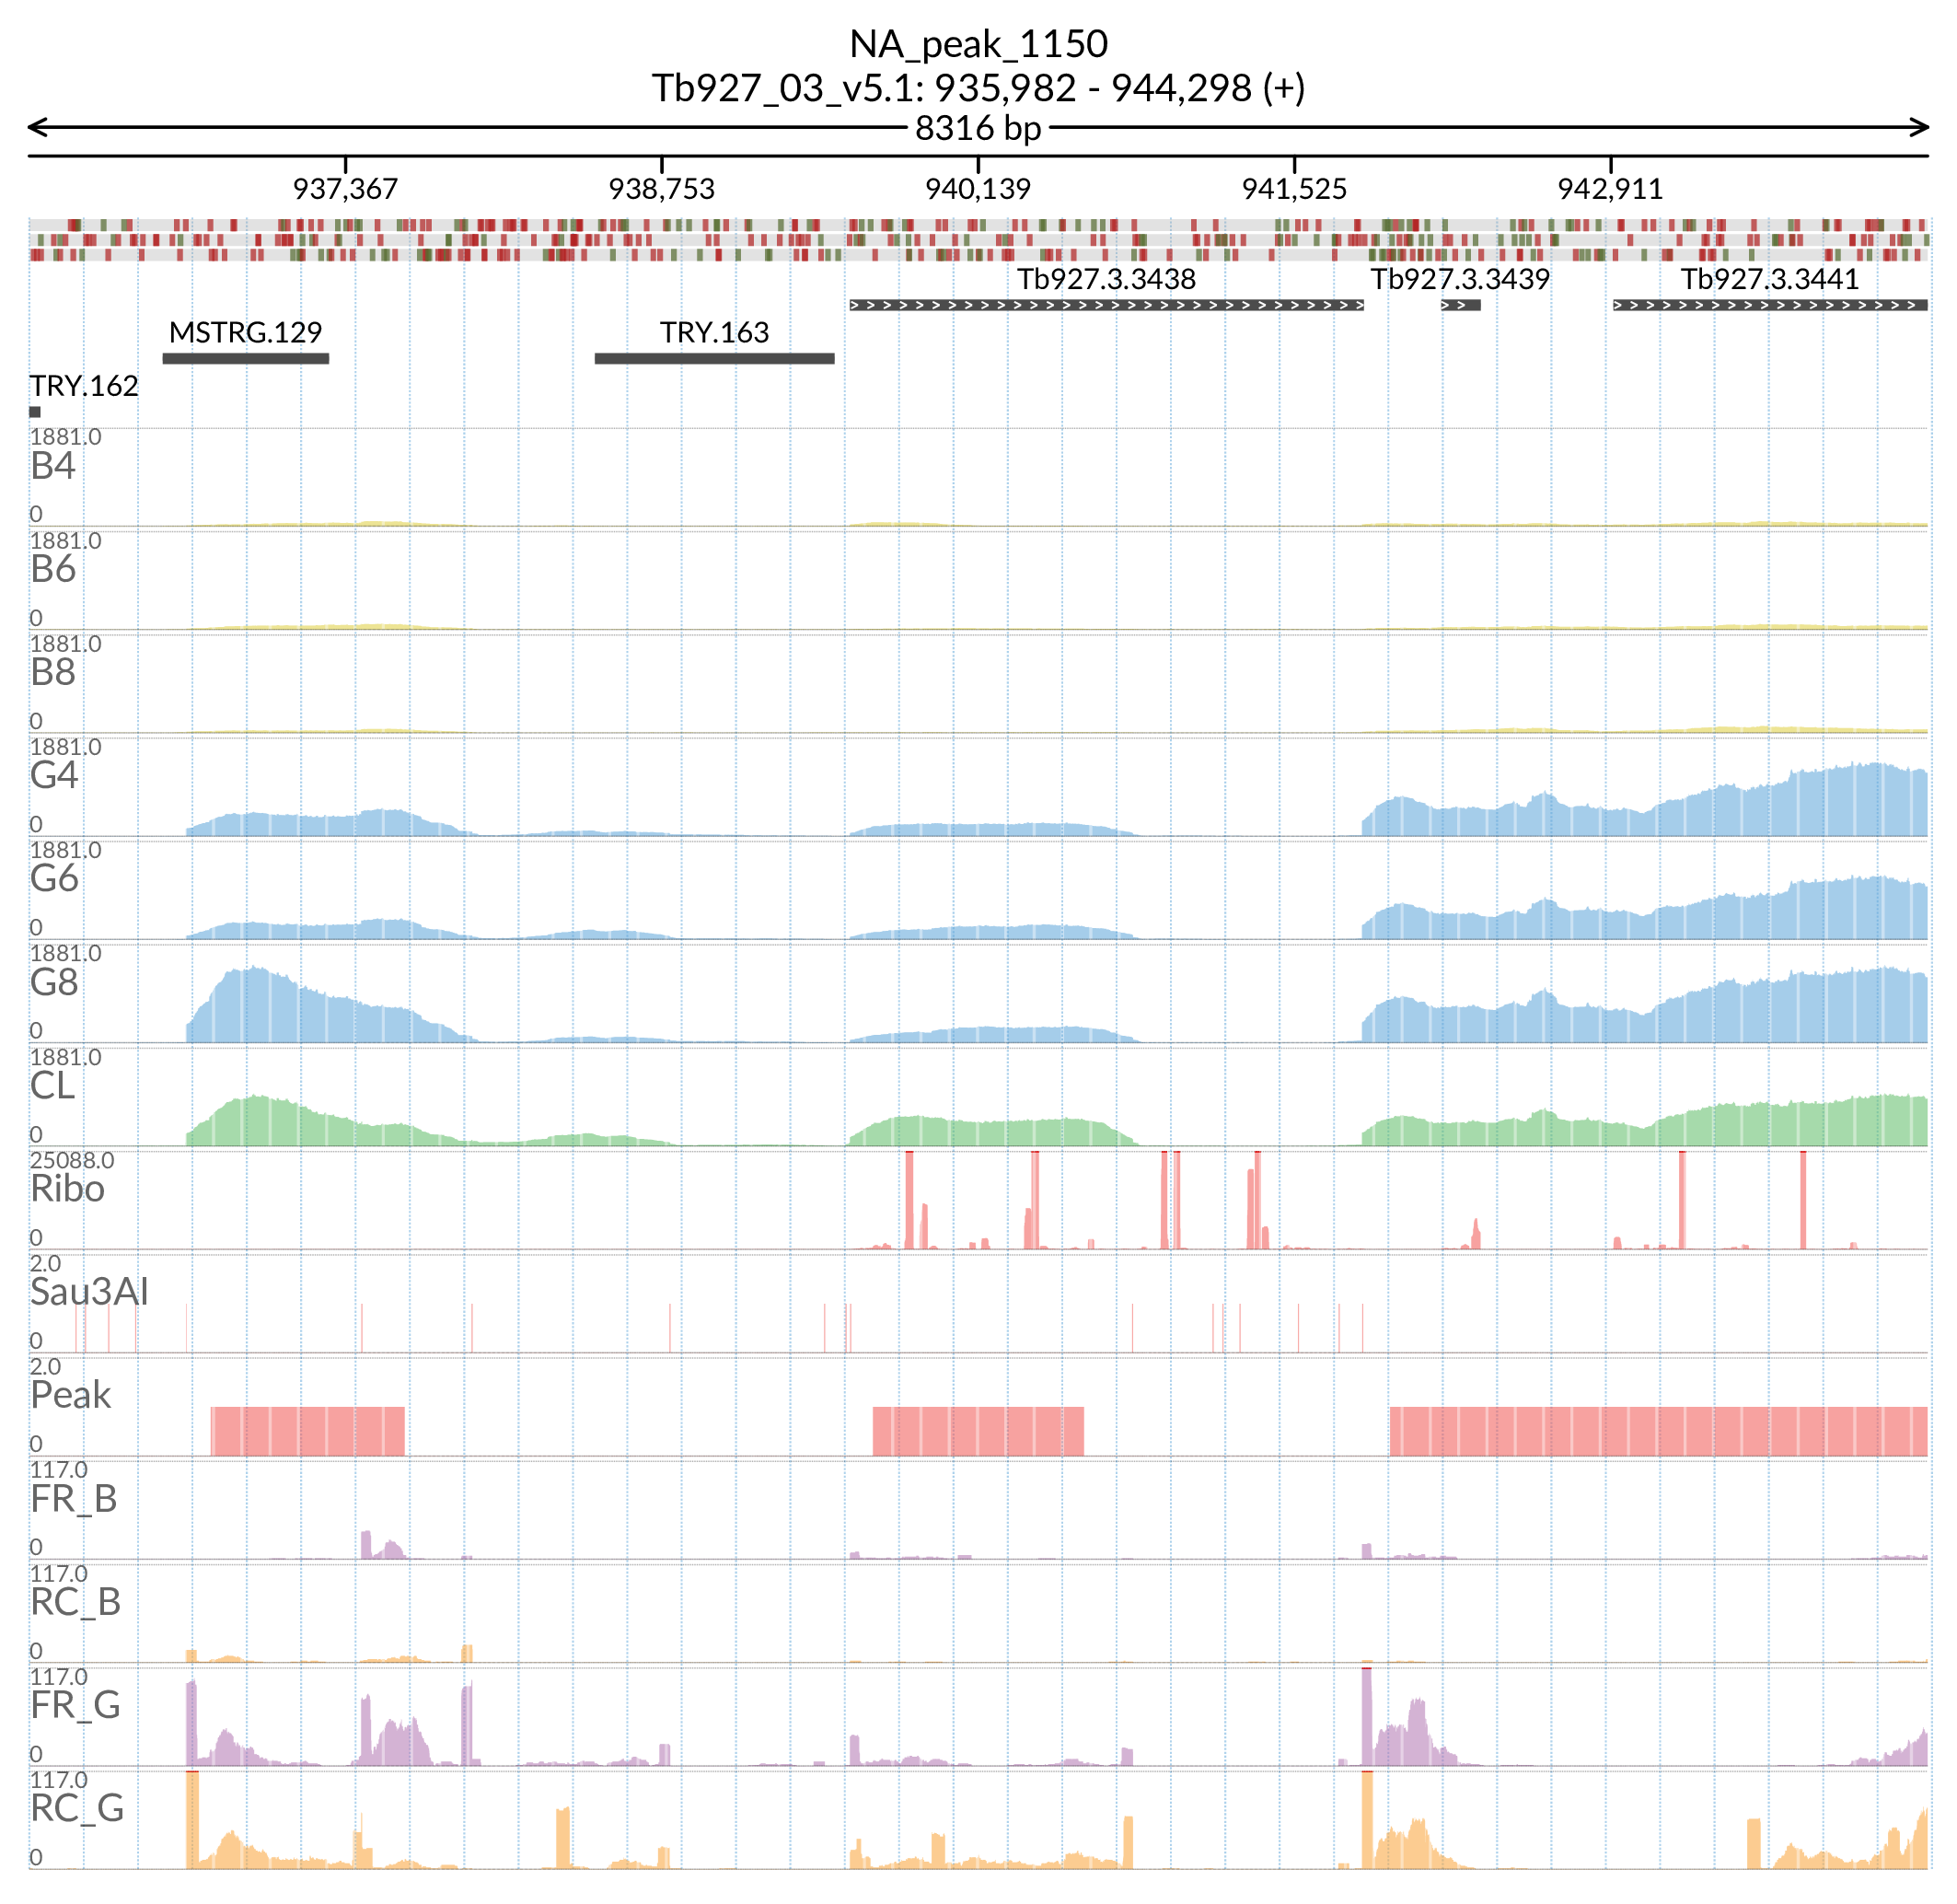 NA_peak_1150
Tb927_03_v5.1: 935,982 - 944,298 (+)
8316 bp
937,367 938,753 940,139 941,525 942,911
Tb927.3.3438 Tb927.3.3439 Tb927.3.3441
MSTRG.129 TRY.163
TRY.162
1881.0
B4
0
1881.0
B6
0
1881.0
B8
0
1881.0
G4
0
1881.0
G6
0
1881.0
G8
0
1881.0
CL
0
25088.0
Ribo
0
2.0
Sau3AI
0
2.0
Peak
0
117.0
FR_B
0
117.0
RC_B
0
117.0
FR_G
0
117.0
RC_G
0